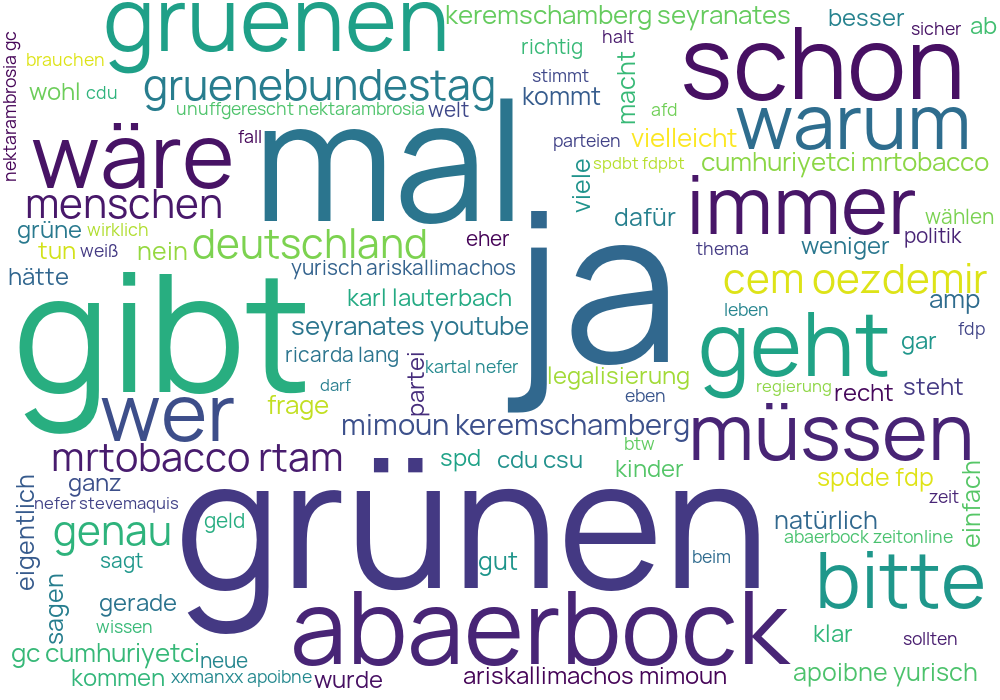 gruenen
keremschamberg seyranates
besser
sicher
ab
nektarambrosia gc
brauchen
richtig
halt
schon
wohl
cdu
gruenebundestag
stimmt
kommt
macht
unuffgerescht nektarambrosia
welt
afd
warum
wäre
fall
mal
parteien
vielleicht
spdbt fdpbt
cumhuriyetci mrtobacco
viele
menschen
immer
dafür
wählen
grüne
wirklich
deutschland
eher
politik
tun
weiß
nein
thema
weniger
hätte
yurisch ariskallimachos
ja
cem oezdemir
gibt
karl lauterbach
amp
leben
seyranates youtube
geht
fdp
gar
ricarda lang
partei
kartal nefer
legalisierung
darf
eben
regierung
recht
steht
wer
frage
mimoun keremschamberg
müssen
btw
mrtobacco rtam
spd
cdu csu
kinder
spdde fdp
ganz
eigentlich
nefer stevemaquis
grünen
zeit
einfach
genau
geld
natürlich
abaerbock zeitonline
sagt
gut
beim
bitte
sagen
gerade
abaerbock
wissen
klar
sollten
gc cumhuriyetci
neue
kommen
xxmanxx apoibne
wurde
ariskallimachos mimoun
apoibne yurisch